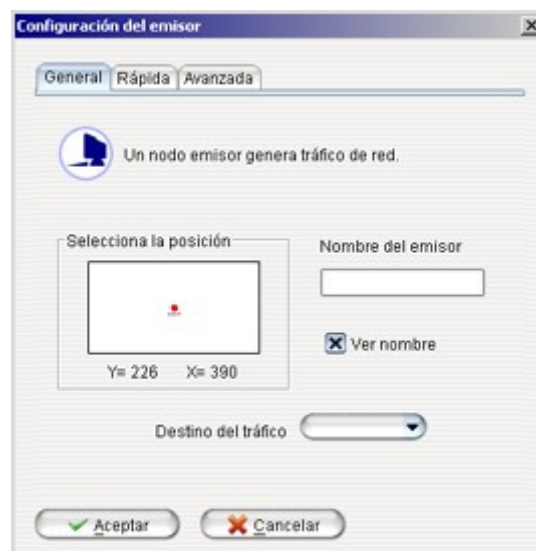 Configuración del emisor
General Rápida Avanzada
Un nodo emisor genera tráfico de red.
Selecciona la posición
Nombre del emisor
Ver nombre
Y= 226 X= 390
Destino del tráfico
Aceptar Cancelar